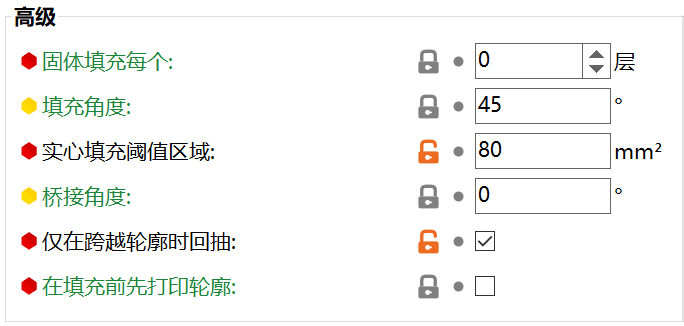 高级
固体填充每个: 0 层
填充角度: 45 °
实心填充阈值区域: 80 mm²
桥接角度: 0 °
仅在跨越轮廓时回抽:
在填充前先打印轮廓: